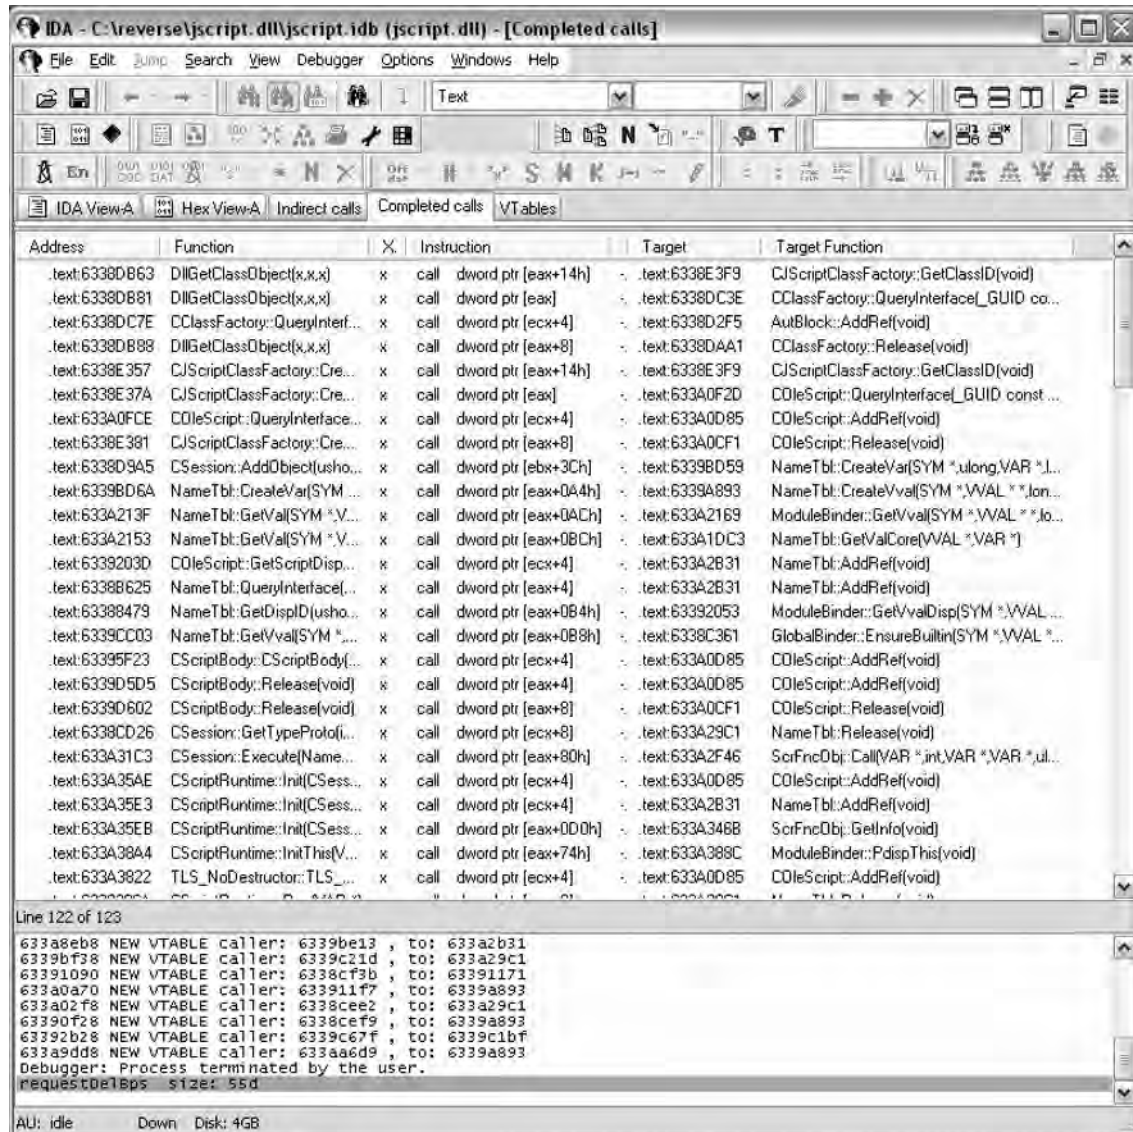 IDA - C:\reverse\jscript.dll\jscript.idb (jscript.dll) - [Completed calls]
File Edit Jump Search View Debugger Options Windows Help
Text
N T
En N S M K
IDA View-A Hex View-A Indirect calls Completed calls VTables
Address Function X. Instruction Target Target Function
.text:6338DB63 DllGetClassObject(x,x,x) x call dword ptr [eax+14h] -. .text:6338E3F9 CJScriptClassFactory::GetClassID(void)
.text:6338DB81 DllGetClassObject(x,x,x) x call dword ptr [eax] -. .text:6338DC3E CClassFactory::QueryInterface(_GUID co...
.text:6338DC7E CClassFactory::QueryInterf... x call dword ptr [ecx+4] -. .text:6338D2F5 AutBlock::AddRef(void)
.text:6338DB88 DllGetClassObject(x,x,x) x call dword ptr [eax+8] -. .text:6338DAA1 CClassFactory::Release(void)
.text:6338E357 CJScriptClassFactory::Cre... x call dword ptr [eax+14h] -. .text:6338E3F9 CJScriptClassFactory::GetClassID(void)
.text:6338E37A CJScriptClassFactory::Cre... x call dword ptr [eax] -. .text:633A0F2D COleScript::QueryInterface(_GUID const ...
.text:633A0FCE COleScript::QueryInterface... x call dword ptr [ecx+4] -. .text:633A0D85 COleScript::AddRef(void)
.text:6338E381 CJScriptClassFactory::Cre... x call dword ptr [eax+8] -. .text:633A0CF1 COleScript::Release(void)
.text:6338D9A5 CSession::AddObject(usho... x call dword ptr [ebx+3Ch] -. .text:6339BD59 NameTbl::CreateVar(SYM *,ulong,VAR *,l...
.text:6339BD6A NameTbl::CreateVar(SYM ... x call dword ptr [eax+0A4h] -. .text:6339A893 NameTbl::CreateVval(SYM *,VVAL * *,lon...
.text:633A213F NameTbl::GetVal(SYM *,V... x call dword ptr [eax+0ACh] -. .text:633A2169 ModuleBinder::GetVval(SYM *,VVAL * *,lo...
.text:633A2153 NameTbl::GetVal(SYM *,V... x call dword ptr [eax+0BCh] -. .text:633A1DC3 NameTbl::GetValCore(VVAL *,VAR *)
.text:6339203D COleScript::GetScriptDisp... x call dword ptr [ecx+4] -. .text:633A2B31 NameTbl::AddRef(void)
.text:6338B625 NameTbl::QueryInterface(... x call dword ptr [eax+4] -. .text:633A2B31 NameTbl::AddRef(void)
.text:63388479 NameTbl::GetDispID(usho... x call dword ptr [eax+0B4h] -. .text:63392053 ModuleBinder::GetVvalDisp(SYM *,VVAL ...
.text:6339CC03 NameTbl::GetVval(SYM *,... x call dword ptr [eax+0B8h] -. .text:6338C361 GlobalBinder::EnsureBuiltin(SYM *,VVAL *...
.text:63395F23 CScriptBody::CScriptBody(... x call dword ptr [ecx+4] -. .text:633A0D85 COleScript::AddRef(void)
.text:6339D5D5 CScriptBody::Release(void) x call dword ptr [eax+4] -. .text:633A0D85 COleScript::AddRef(void)
.text:6339D602 CScriptBody::Release(void) x call dword ptr [eax+8] -. .text:633A0CF1 COleScript::Release(void)
.text:6338CD26 CSession::GetTypeProto(i... x call dword ptr [ecx+8] -. .text:633A29C1 NameTbl::Release(void)
.text:633A31C3 CSession::Execute(Name... x call dword ptr [eax+80h] -. .text:633A2F46 ScrFncObj::Call(VAR *,int,VAR *,VAR *,ul...
.text:633A35AE CScriptRuntime::Init(CSess... x call dword ptr [ecx+4] -. .text:633A0D85 COleScript::AddRef(void)
.text:633A35E3 CScriptRuntime::Init(CSess... x call dword ptr [ecx+4] -. .text:633A2B31 NameTbl::AddRef(void)
.text:633A35EB CScriptRuntime::Init(CSess... x call dword ptr [eax+0D0h] -. .text:633A346B ScrFncObj::GetInfo(void)
.text:633A38A4 CScriptRuntime::InitThis(V... x call dword ptr [eax+74h] -. .text:633A388C ModuleBinder::PdispThis(void)
.text:633A3822 TLS_NoDestructor::TLS_... x call dword ptr [ecx+4] -. .text:633A0D85 COleScript::AddRef(void)
Line 122 of 123
633a8eb8 NEW VTABLE caller: 6339be13 , to: 633a2b31
6339bf38 NEW VTABLE caller: 6339c21d , to: 633a29c1
63391090 NEW VTABLE caller: 6338cf3b , to: 63391171
633a0a70 NEW VTABLE caller: 633911f7 , to: 6339a893
633a02f8 NEW VTABLE caller: 6338cee2 , to: 633a29c1
63390f28 NEW VTABLE caller: 6338cef9 , to: 6339a893
63392b28 NEW VTABLE caller: 6339c67f , to: 6339c1bf
633a9dd8 NEW VTABLE caller: 633aa6d9 , to: 6339a893
Debugger: Process terminated by the user.
requestDelBps size: 55d
AU: idle Down Disk: 4GB